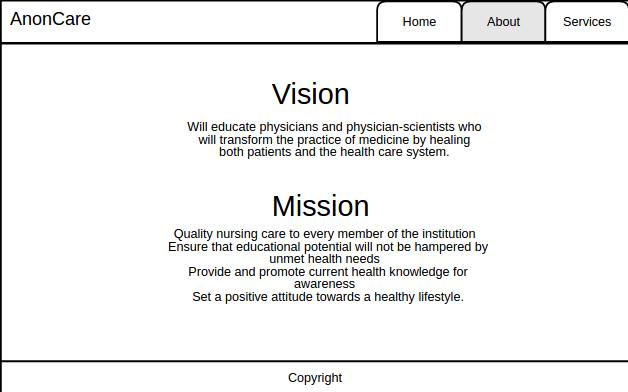 AnonCare
Home
About
Services
Vision
Will educate physicians and physician-scientists who
will transform the practice of medicine by healing
both patients and the health care system.
Mission
Quality nursing care to every member of the institution
Ensure that educational potential will not be hampered by
unmet health needs
Provide and promote current health knowledge for
awareness
Set a positive attitude towards a healthy lifestyle.
Copyright